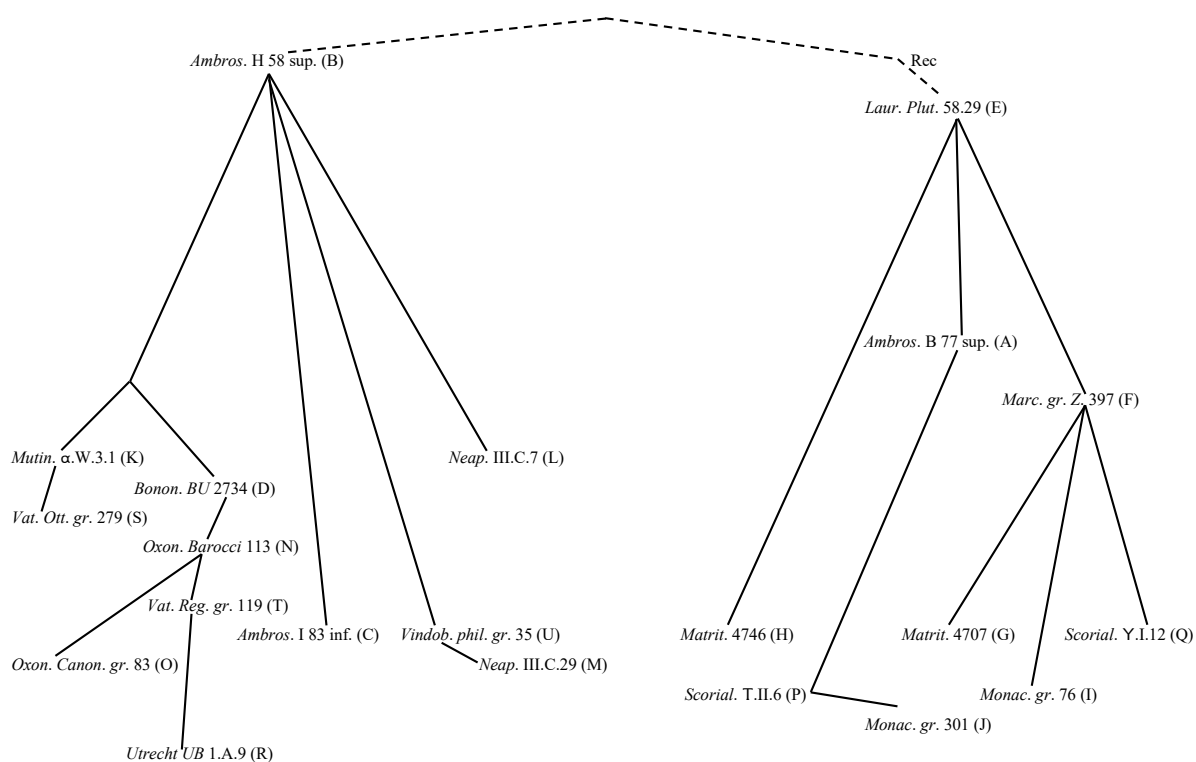 Ambros. H 58 sup. (B)
Rec
Laur. Plut. 58.29 (E)
Ambros. B 77 sup. (A)
Marc. gr. Z. 397 (F)
Mutin. α.W.3.1 (K)
Neap. III.C.7 (L)
Bonon. BU 2734 (D)
Vat. Ott. gr. 279 (S)
Oxon. Barocci 113 (N)
Vat. Reg. gr. 119 (T)
Ambros. I 83 inf. (C)
Vindob. phil. gr. 35 (U)
Matrit. 4746 (H)
Matrit. 4707 (G)
Scorial. Υ.I.12 (Q)
Oxon. Canon. gr. 83 (O)
Neap. III.C.29 (M)
Scorial. T.II.6 (P)
Monac. gr. 76 (I)
Monac. gr. 301 (J)
Utrecht UB 1.A.9 (R)